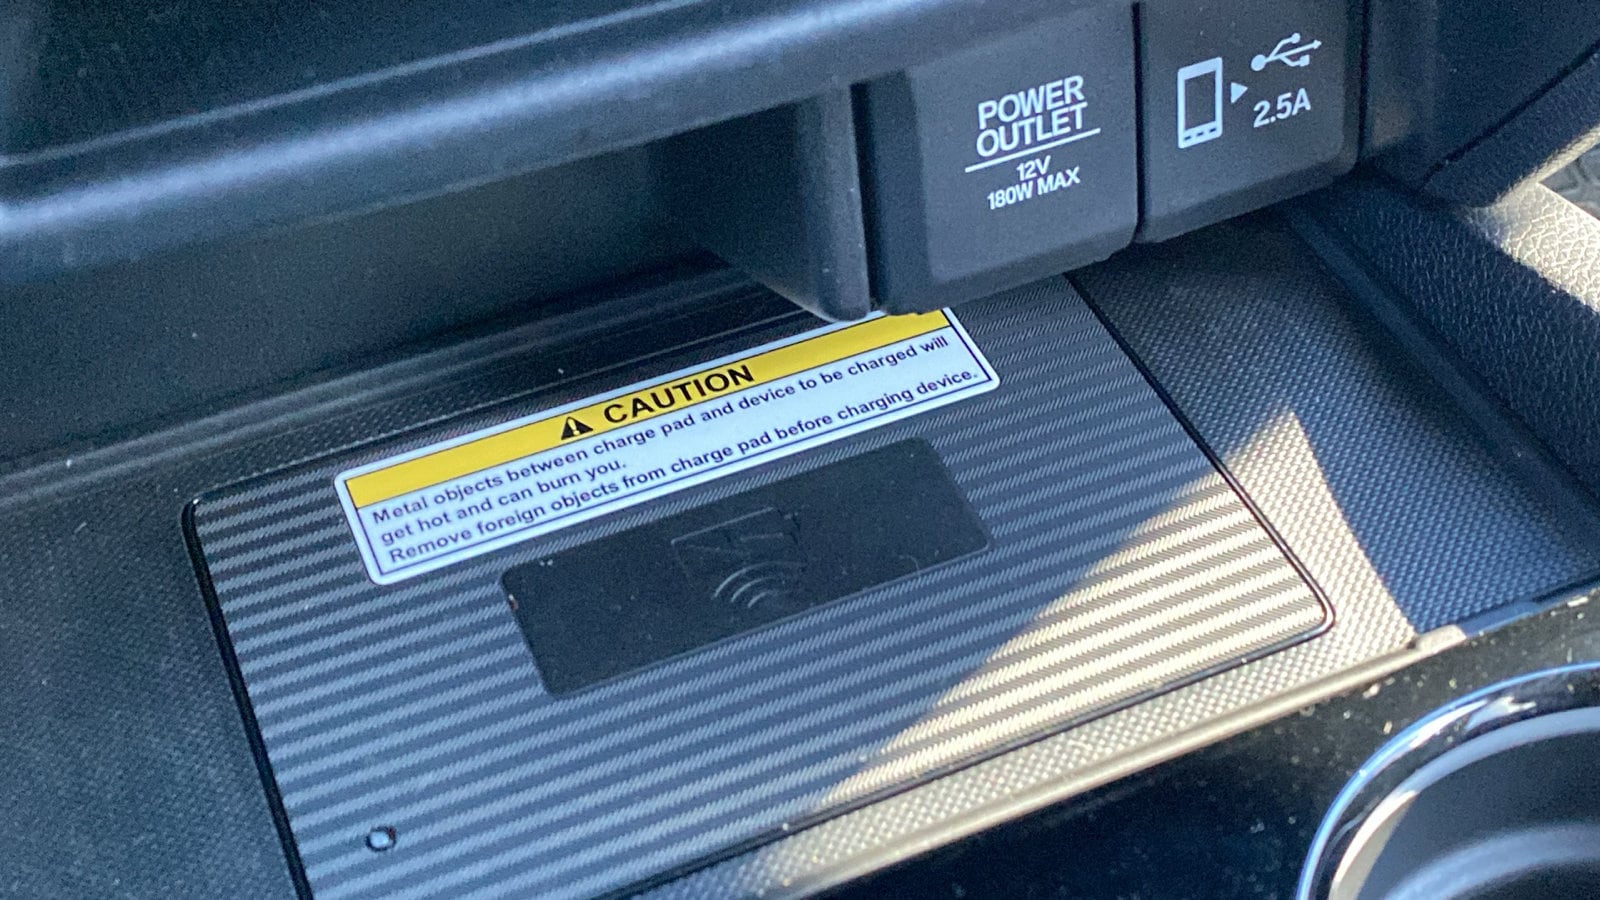 POWER
OUTLET
12V
180W MAX
2.5A
CAUTION
Metal objects between charge pad and device to be charged will
get hot and can burn you.
Remove foreign objects from charge pad before charging device.